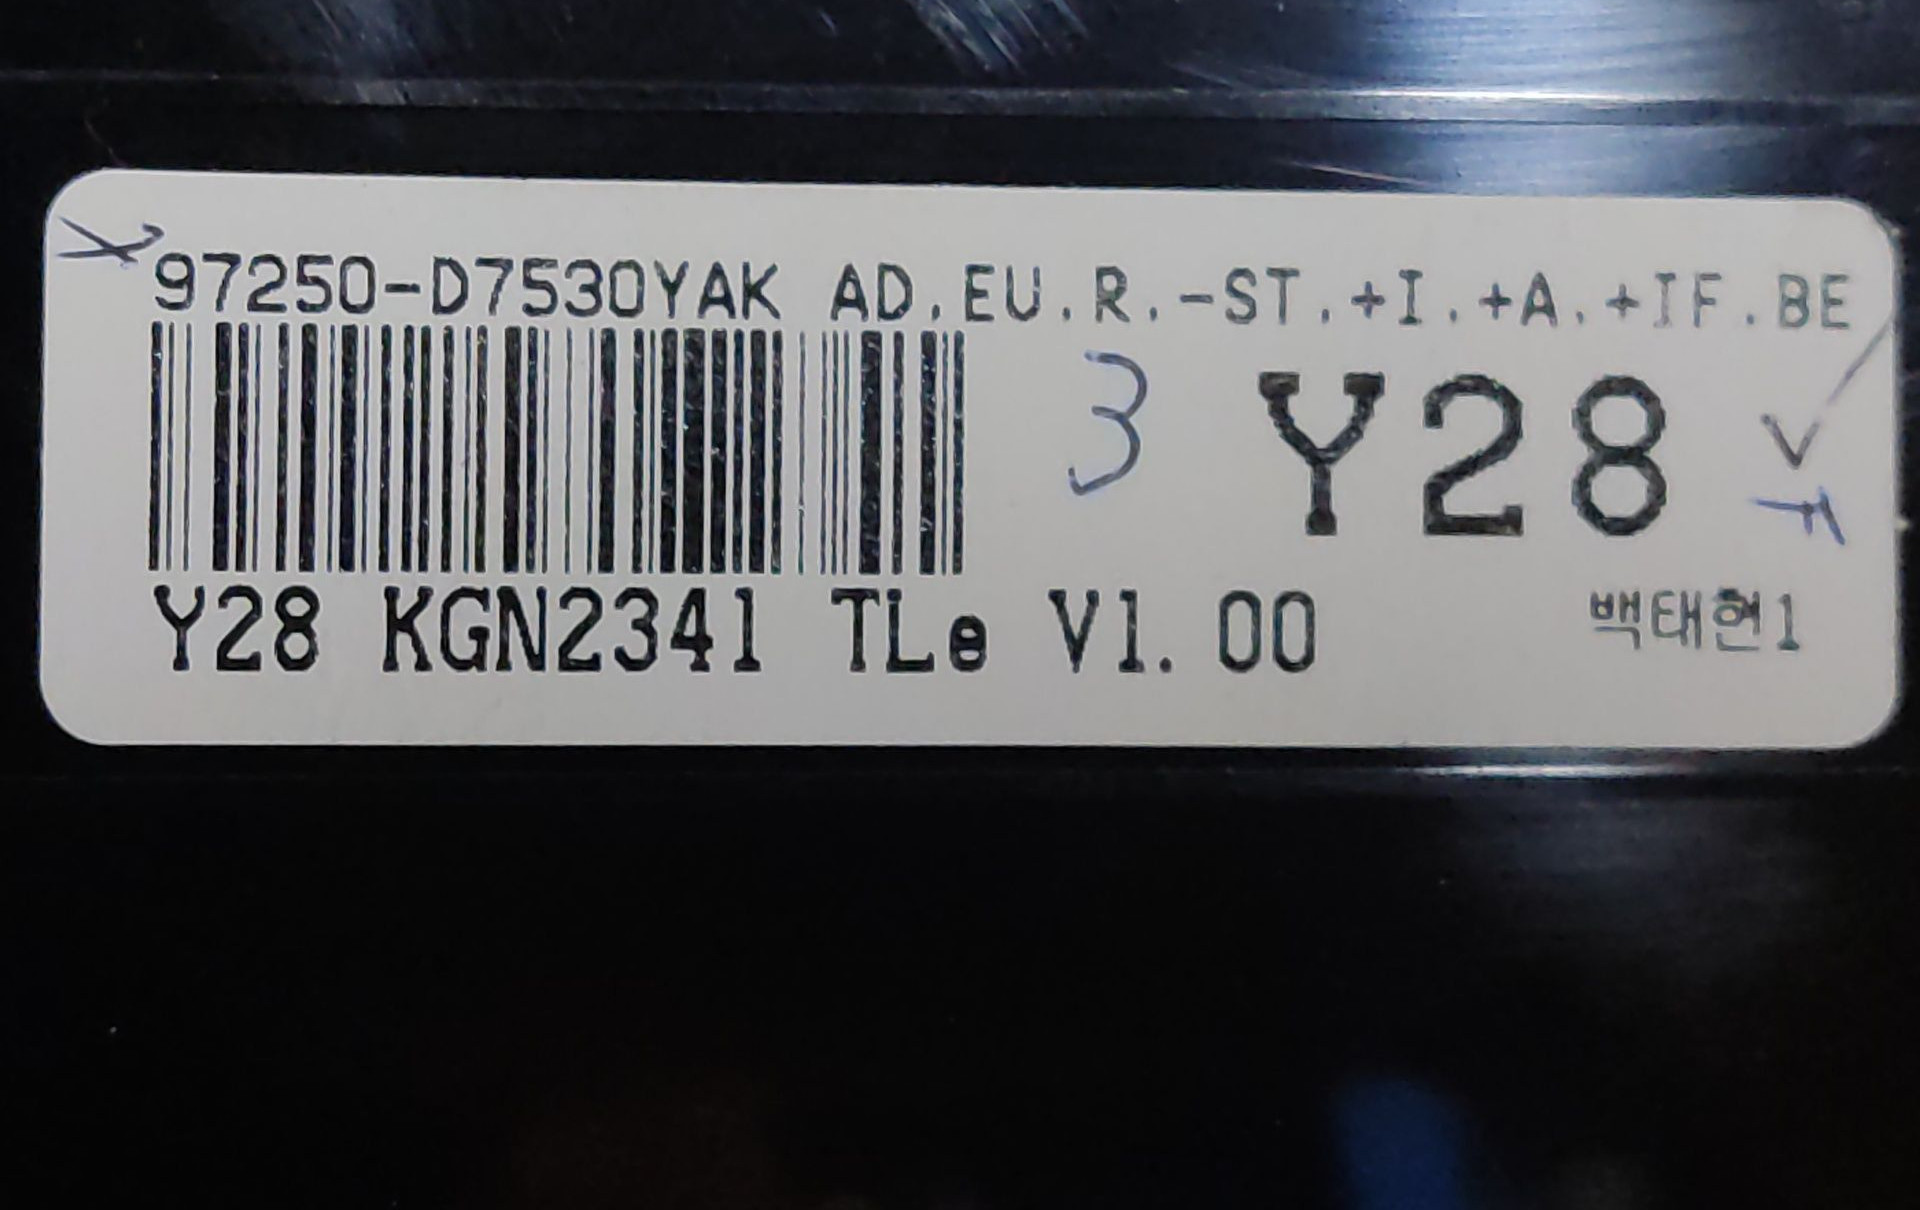 97250-D7530YAK AD.EU.R.-ST.+I.+A.+IF.BE
3 Y28
Y28 KGN2341 TLe V1.00 백태현1